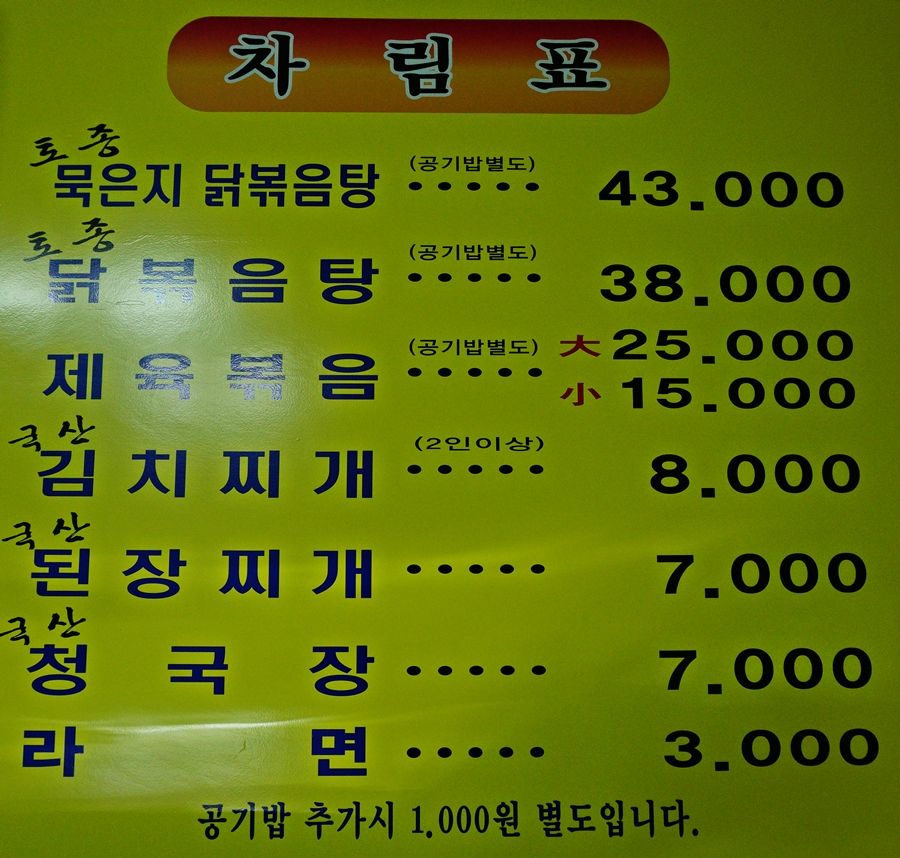 차 림 표
토종
묵은지 닭볶음탕 (공기밥별도) ····· 43.000
토종
닭 볶 음 탕 (공기밥별도) ····· 38.000
제 육 볶 음 (공기밥별도) ····· 大 25.000
小 15.000
국산
김 치 찌 개 (2인이상) ····· 8.000
국산
된 장 찌 개 ····· 7.000
국산
청 국 장 ····· 7.000
라 면 ····· 3.000
공기밥 추가시 1.000원 별도입니다.